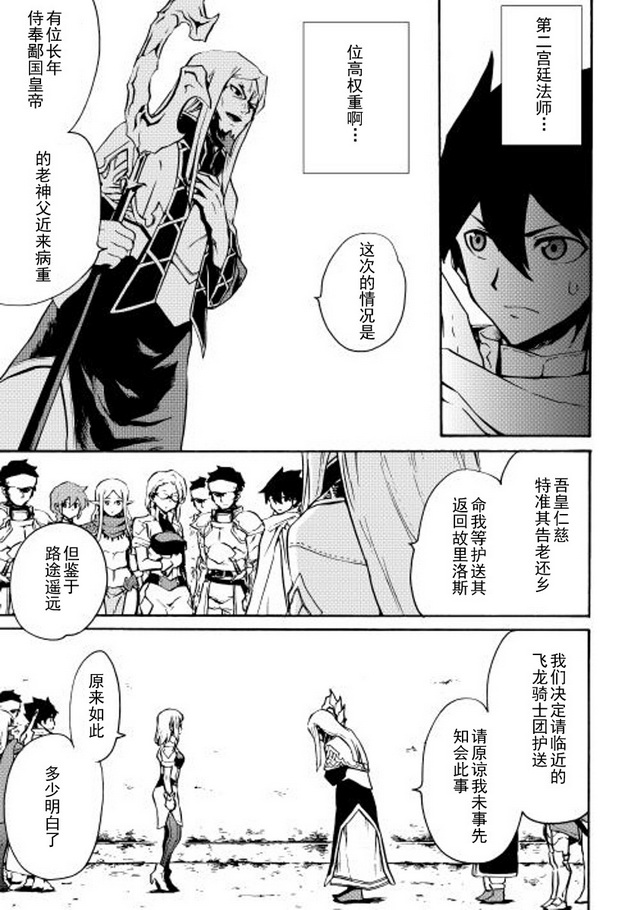 第二宫廷法师…
位高权重啊…
这次的情况是
有位长年
侍奉鄙国皇帝
的老神父近来病重
吾皇仁慈
特准其告老还乡
命我等护送其
返回故里洛斯
但鉴于
路途遥远
我们决定请临近的
飞龙骑士团护送
请原谅我未事先
知会此事
原来如此
多少明白了